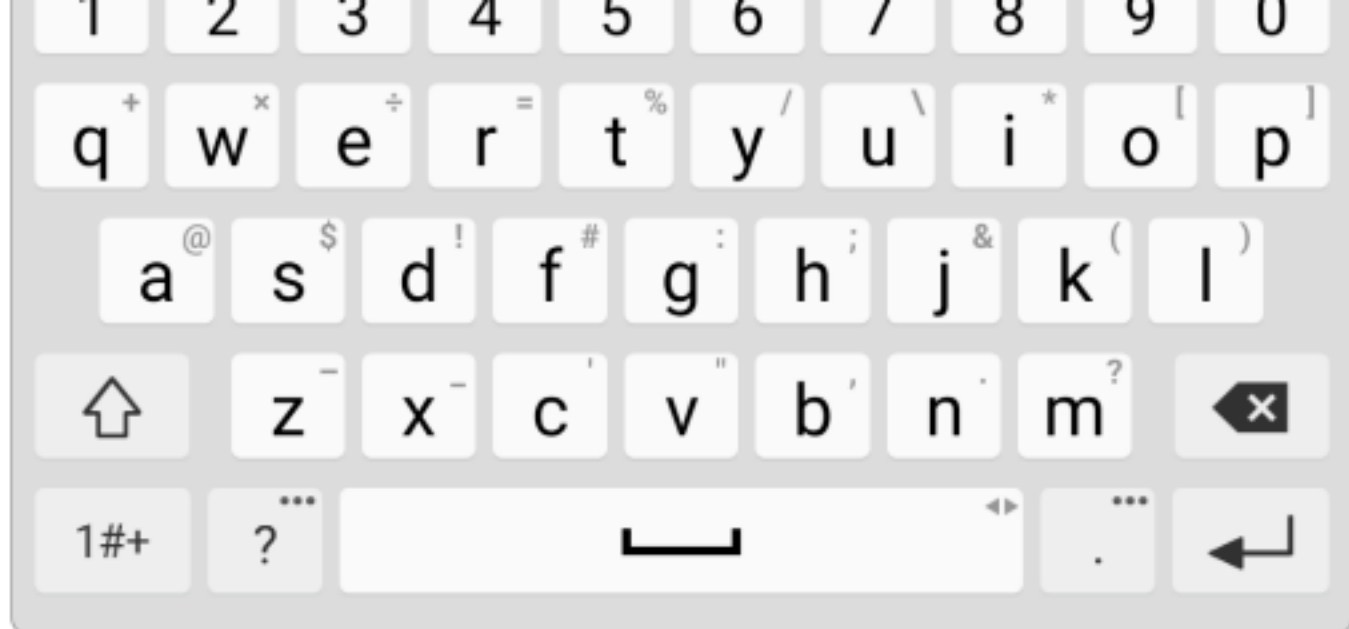 1 2 3 4 5 6 7 8 9 0
+ × ÷ = % / \ * [ ]
q w e r t y u i o p
@ $ ! # : ; & ( )
a s d f g h j k l
– _ ' " , . ?
z x c v b n m
••• ◀▶ •••
1#+ ? .